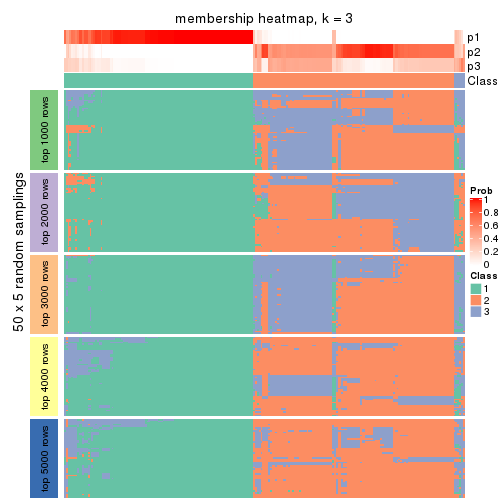 membership heatmap, k = 3
p1
p2
p3
Class
50 x 5 random samplings
top 1000 rows
top 2000 rows
top 3000 rows
top 4000 rows
top 5000 rows
Prob
1
0.8
0.6
0.4
0.2
0
Class
1
2
3